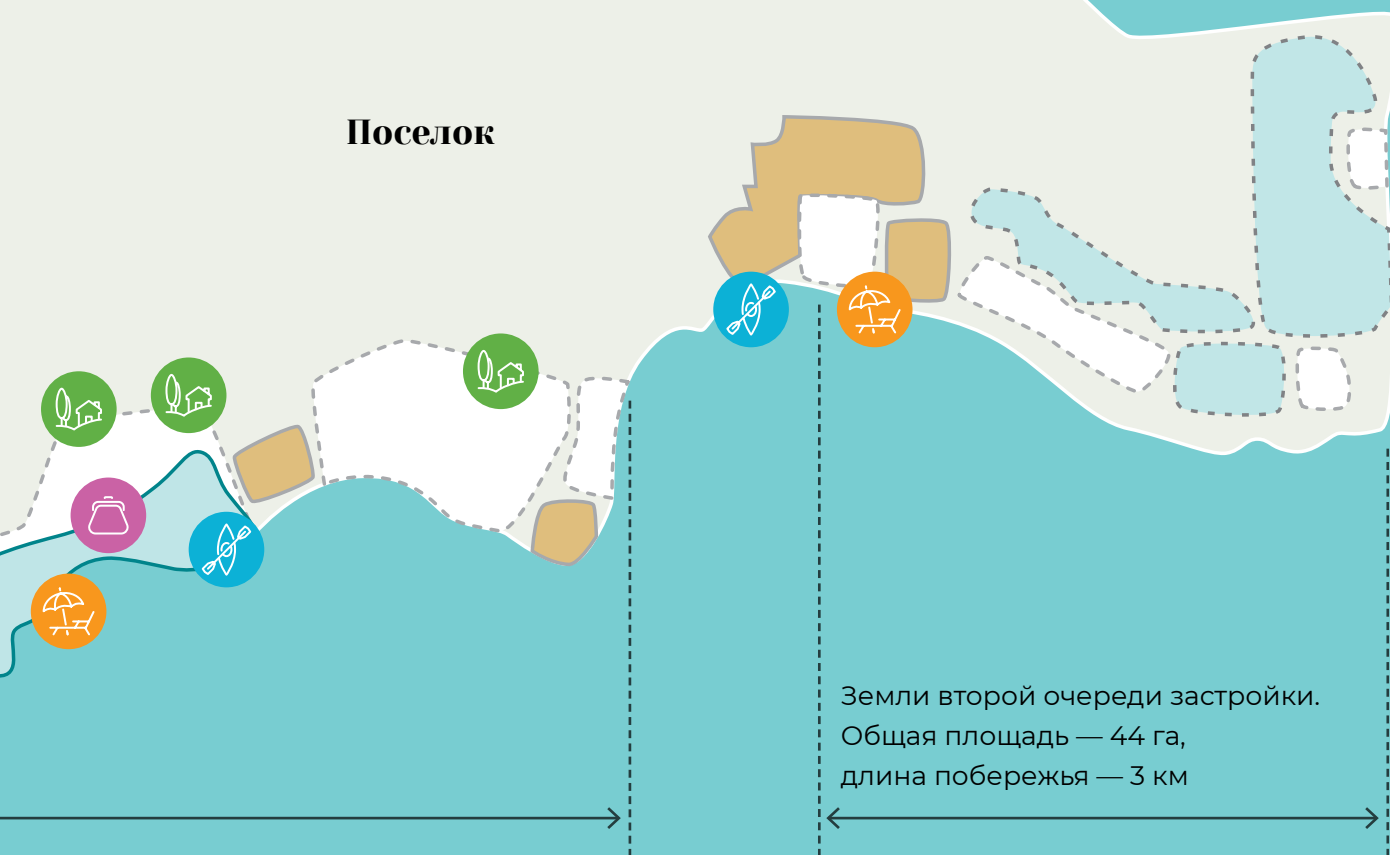 Поселок
Земли второй очереди застройки.
Общая площадь — 44 га,
длина побережья — 3 км